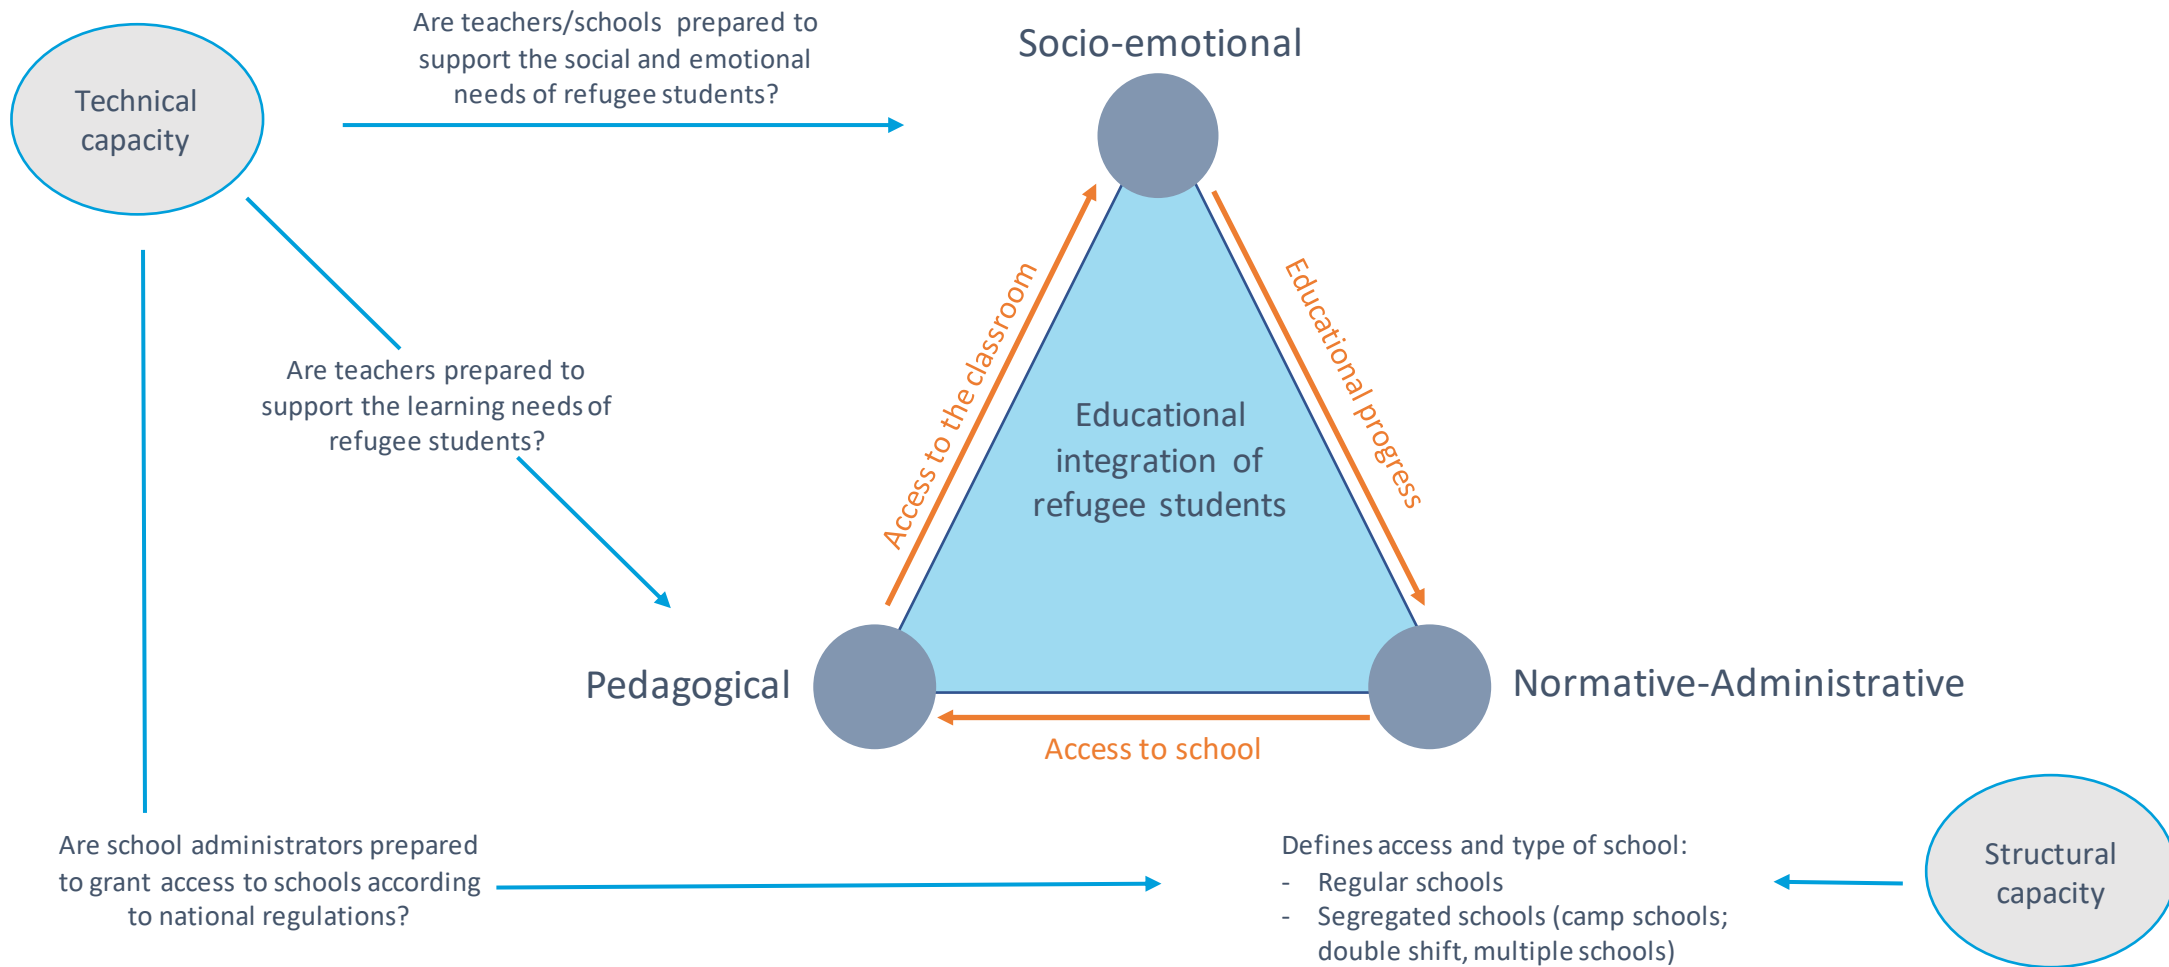 Are teachers/schools prepared to
support the social and emotional
needs of refugee students?
Socio-emotional
Technical
capacity
Access to the classroom
Educational progress
Are teachers prepared to
support the learning needs of
refugee students?
Educational
integration of
refugee students
Pedagogical
Normative-Administrative
Access to school
Are school administrators prepared
to grant access to schools according
to national regulations?
Defines access and type of school:
- Regular schools
- Segregated schools (camp schools;
double shift, multiple schools)
Structural
capacity